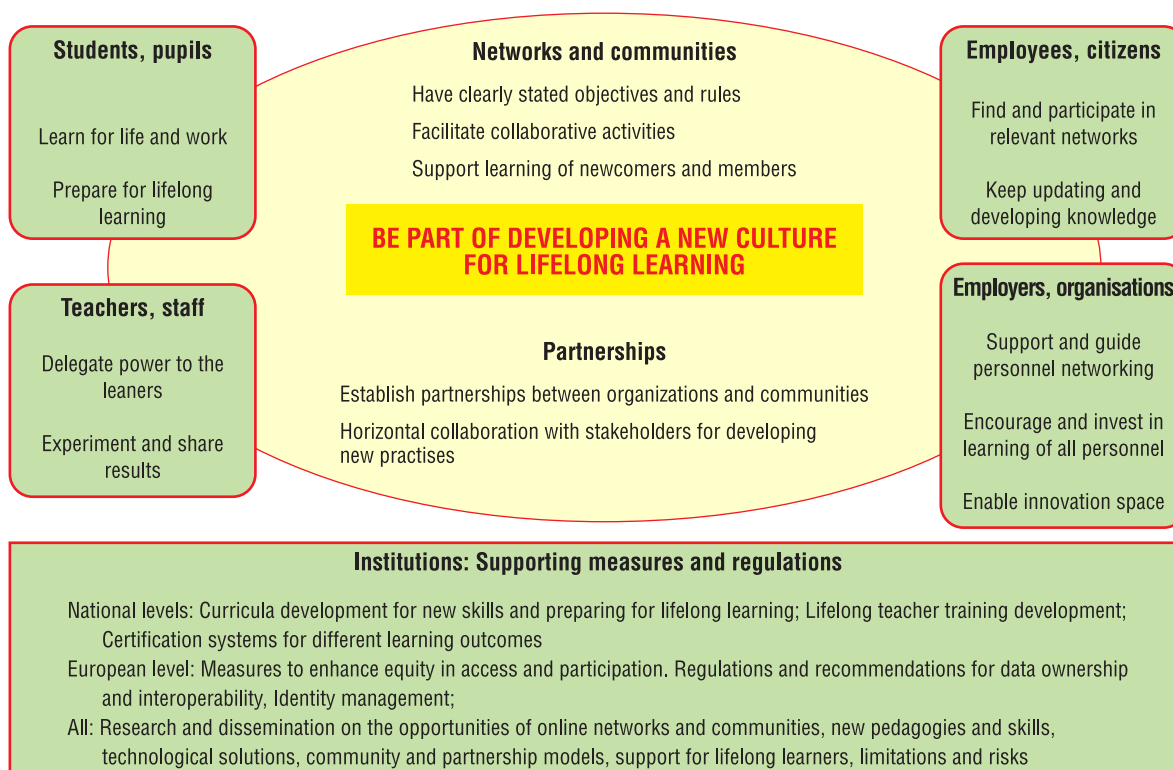 Students, pupils
Learn for life and work
Prepare for lifelong
learning
Networks and communities
Have clearly stated objectives and rules
Facilitate collaborative activities
Support learning of newcomers and members
Employees, citizens
Find and participate in
relevant networks
Keep updating and
developing knowledge
BE PART OF DEVELOPING A NEW CULTURE
FOR LIFELONG LEARNING
Teachers, staff
Delegate power to the
leaners
Experiment and share
results
Partnerships
Establish partnerships between organizations and communities
Horizontal collaboration with stakeholders for developing
new practises
Employers, organisations
Support and guide
personnel networking
Encourage and invest in
learning of all personnel
Enable innovation space
Institutions: Supporting measures and regulations
National levels: Curricula development for new skills and preparing for lifelong learning; Lifelong teacher training development;
Certification systems for different learning outcomes
European level: Measures to enhance equity in access and participation. Regulations and recommendations for data ownership
and interoperability, Identity management;
All: Research and dissemination on the opportunities of online networks and communities, new pedagogies and skills,
technological solutions, community and partnership models, support for lifelong learners, limitations and risks